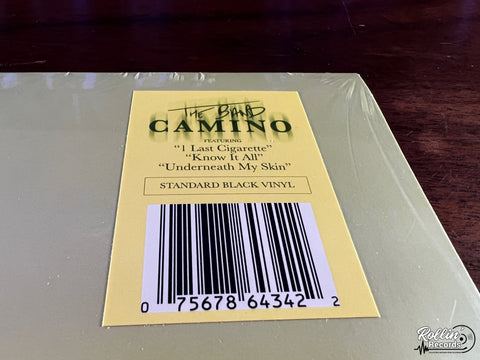 THE BAND
CAMINO
FEATURING
“1 Last Cigarette”
“Know It All”
“Underneath My Skin”
STANDARD BLACK VINYL
0 75678 64342 2
Rollin'
Records